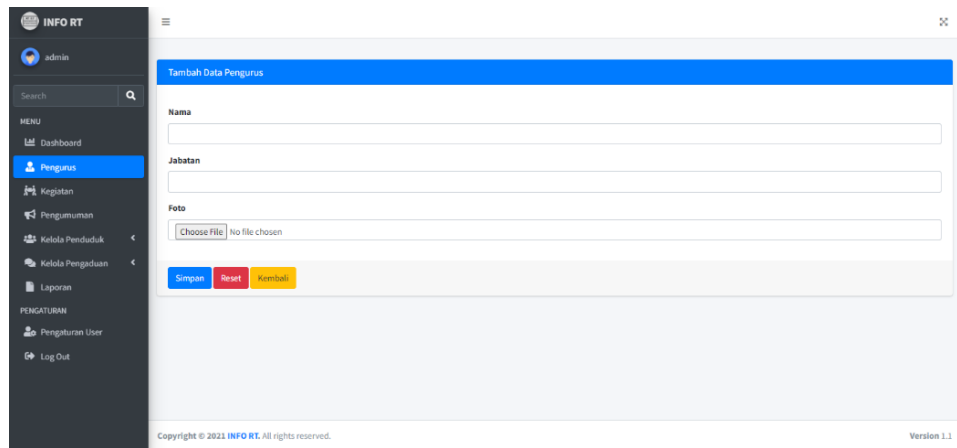 INFO RT
admin
Search
MENU
Dashboard
Pengurus
Kegiatan
Pengumuman
Kelola Penduduk
Kelola Pengaduan
Laporan
PENGATURAN
Pengaturan User
Log Out
Tambah Data Pengurus
Nama
Jabatan
Foto
Choose File No file chosen
Simpan Reset Kembali
Copyright © 2021 INFO RT. All rights reserved. Version 1.1